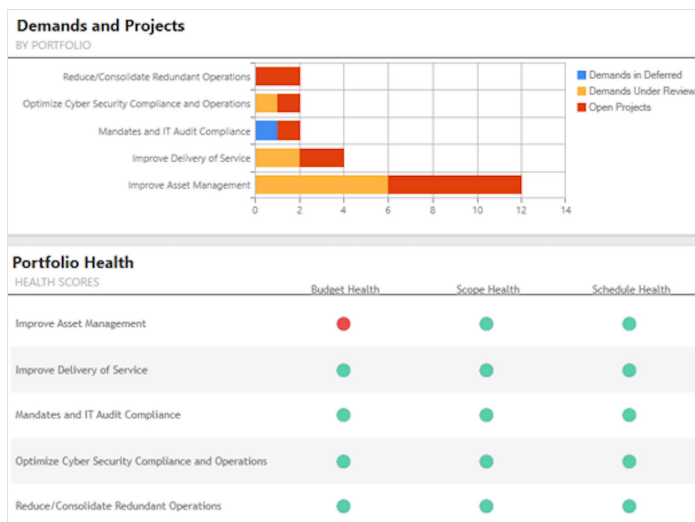 Demands and Projects
BY PORTFOLIO
Reduce/Consolidate Redundant Operations
Optimize Cyber Security Compliance and Operations
Mandates and IT Audit Compliance
Improve Delivery of Service
Improve Asset Management
0 2 4 6 8 10 12 14
Demands in Deferred
Demands Under Review
Open Projects
Portfolio Health
HEALTH SCORES
Budget Health Scope Health Schedule Health
Improve Asset Management
Improve Delivery of Service
Mandates and IT Audit Compliance
Optimize Cyber Security Compliance and Operations
Reduce/Consolidate Redundant Operations